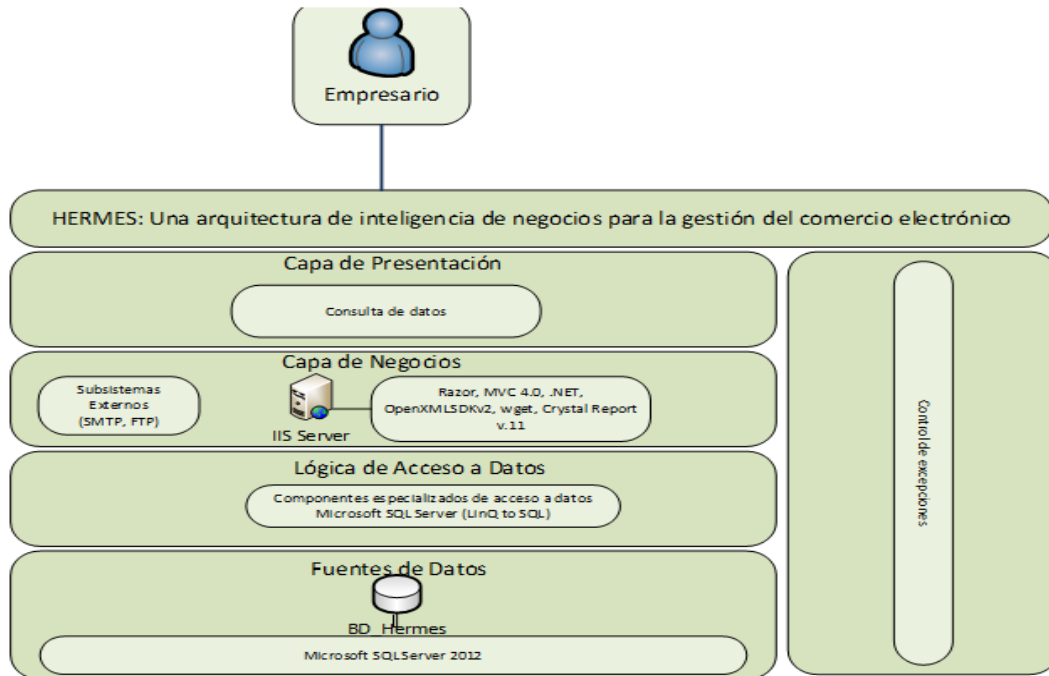 Empresario
HERMES: Una arquitectura de inteligencia de negocios para la gestión del comercio electrónico
Capa de Presentación
Consulta de datos
Capa de Negocios
Subsistemas
Externos
(SMTP, FTP)
IIS Server
Razor, MVC 4.0, .NET,
OpenXMLSDKv2, wget, Crystal Report
v.11
Lógica de Acceso a Datos
Componentes especializados de acceso a datos
Microsoft SQL Server (LinQ to SQL)
Fuentes de Datos
BD_Hermes
Microsoft SQLServer 2012
Control de excepciones